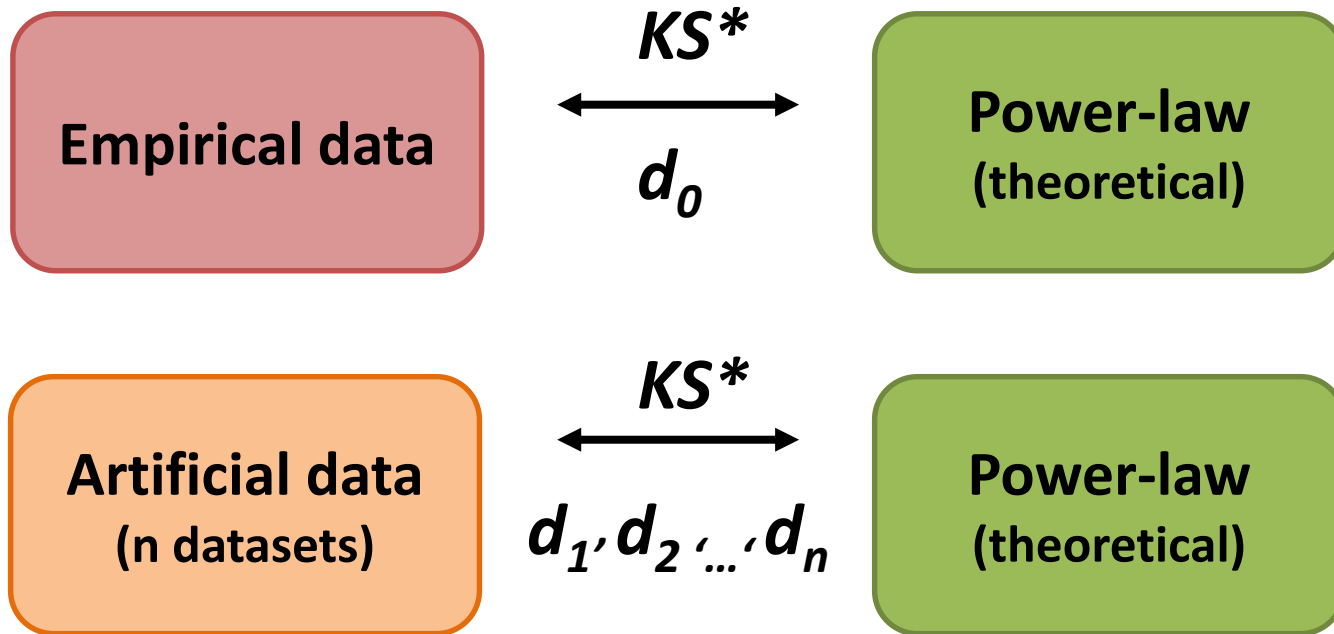 KS*
Empirical data
Power-law
(theoretical)
d0
KS*
Artificial data
(n datasets)
Power-law
(theoretical)
d1, d2 ‘…‘ dn